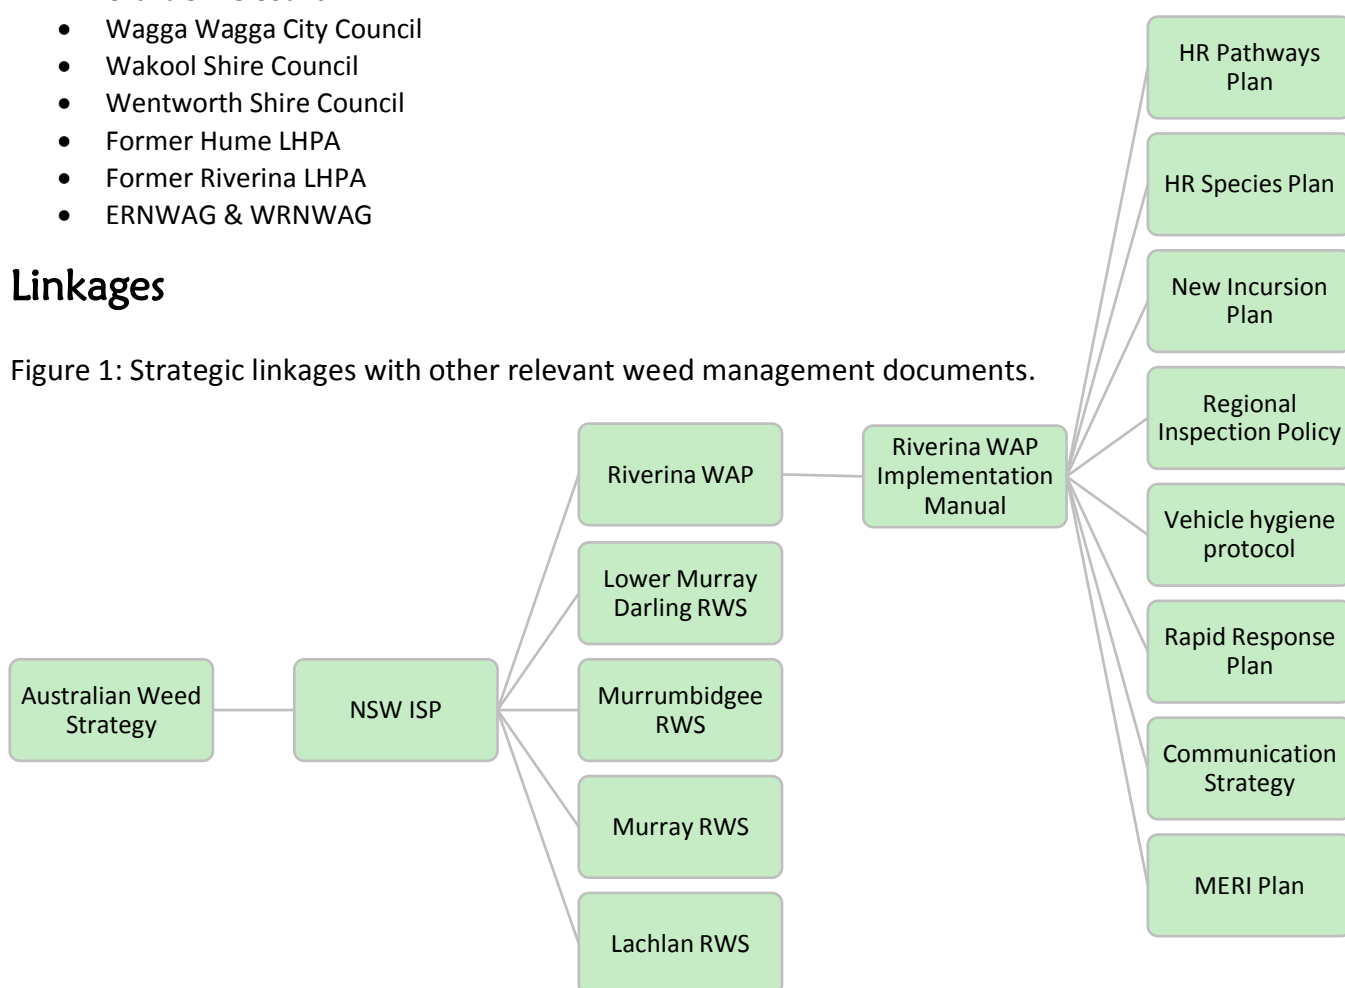 • Wagga Wagga City Council
• Wakool Shire Council
• Wentworth Shire Council
• Former Hume LHPA
• Former Riverina LHPA
• ERNWAG & WRNWAG
Linkages
Figure 1: Strategic linkages with other relevant weed management documents.
Australian Weed
Strategy
NSW ISP
Riverina WAP
Lower Murray
Darling RWS
Murrumbidgee
RWS
Murray RWS
Lachlan RWS
Riverina WAP
Implementation
Manual
HR Pathways
Plan
HR Species Plan
New Incursion
Plan
Regional
Inspection Policy
Vehicle hygiene
protocol
Rapid Response
Plan
Communication
Strategy
MERI Plan